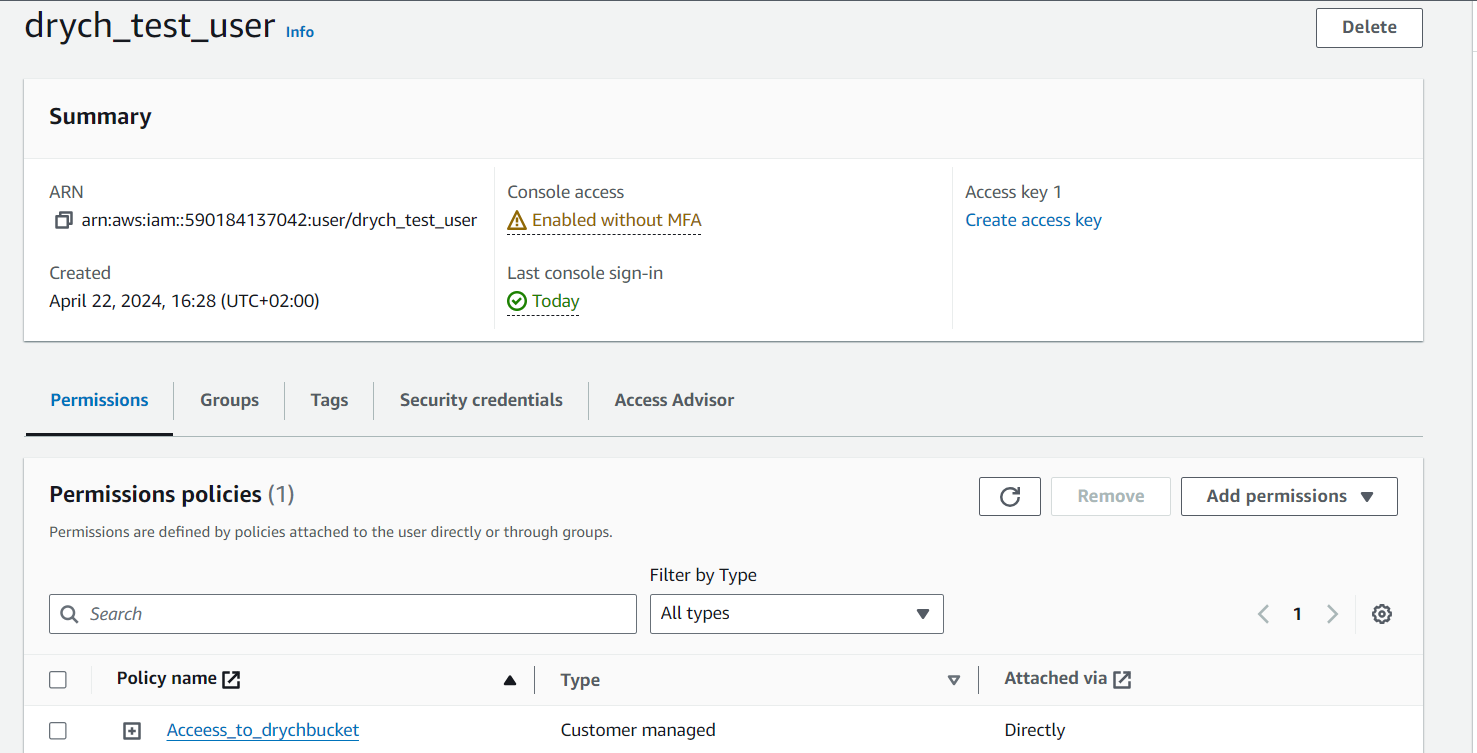 drych_test_user Info
Delete
Summary
ARN
arn:aws:iam::590184137042:user/drych_test_user
Created
April 22, 2024, 16:28 (UTC+02:00)
Console access
Enabled without MFA
Last console sign-in
Today
Access key 1
Create access key
Permissions Groups Tags Security credentials Access Advisor
Permissions policies (1)
Permissions are defined by policies attached to the user directly or through groups.
Remove
Add permissions
Filter by Type
Search
All types
1
Policy name Type Attached via
Acceess_to_drychbucket Customer managed Directly